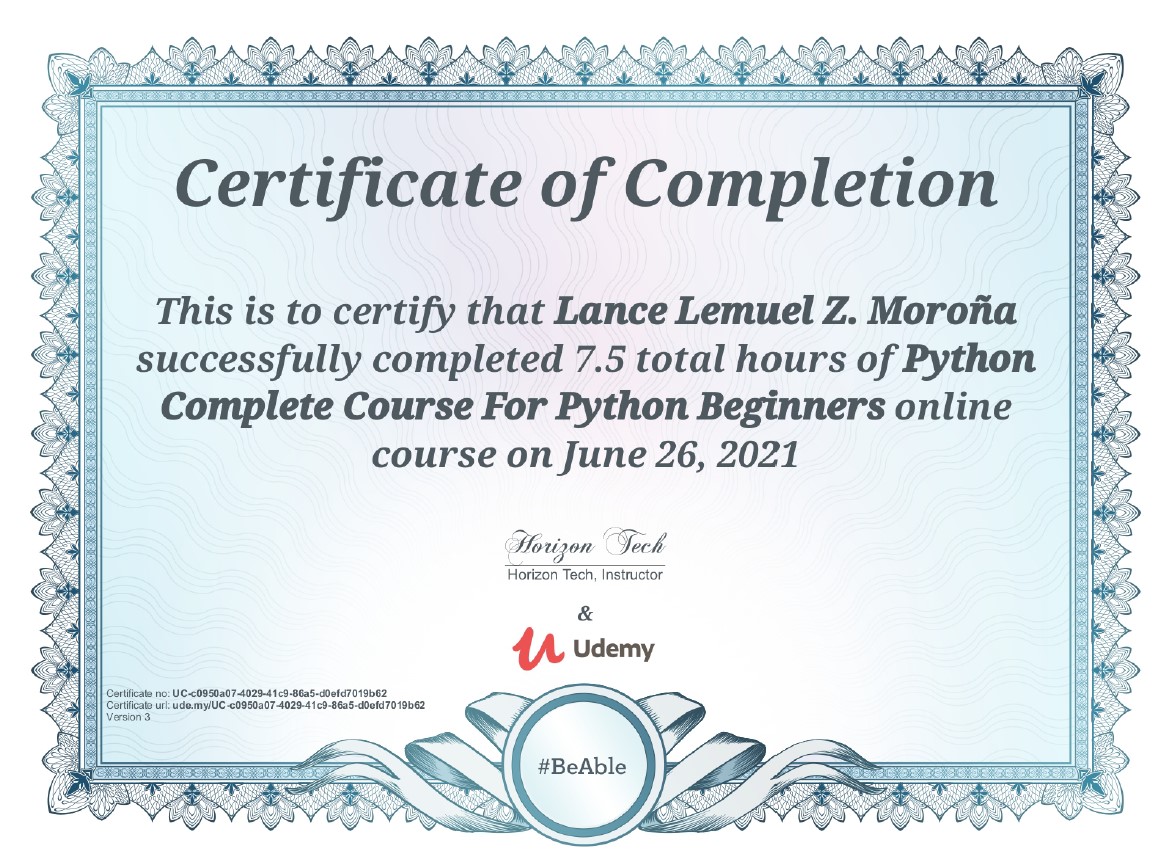 Certificate of Completion
This is to certify that Lance Lemuel Z. Moroña
successfully completed 7.5 total hours of Python
Complete Course For Python Beginners online
course on June 26, 2021
Horizon Tech
Horizon Tech, Instructor
&
Udemy
Certificate no: UC-c0950a07-4029-41c9-86a5-d0efd7019b62
Certificate url: ude.my/UC-c0950a07-4029-41c9-86a5-d0efd7019b62
Version 3
#BeAble